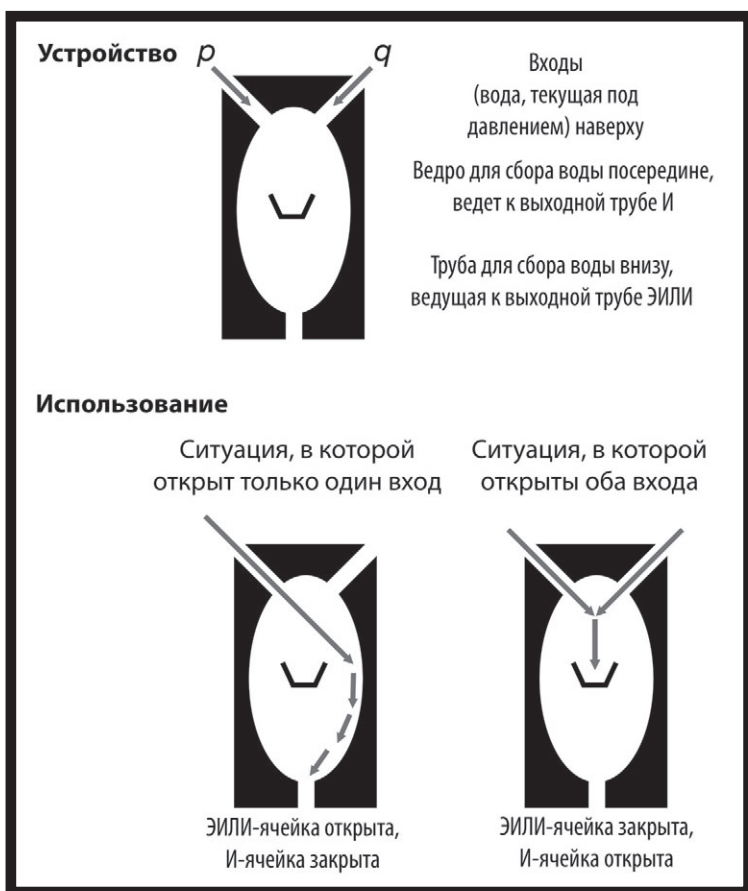 Устройство p q
Входы
(вода, текущая под
давлением) наверху
Ведро для сбора воды посередине,
ведет к выходной трубе И
Труба для сбора воды внизу,
ведущая к выходной трубе ЭИЛИ
Использование
Ситуация, в которой
открыт только один вход
Ситуация, в которой
открыты оба входа
ЭИЛИ-ячейка открыта,
И-ячейка закрыта
ЭИЛИ-ячейка закрыта,
И-ячейка открыта